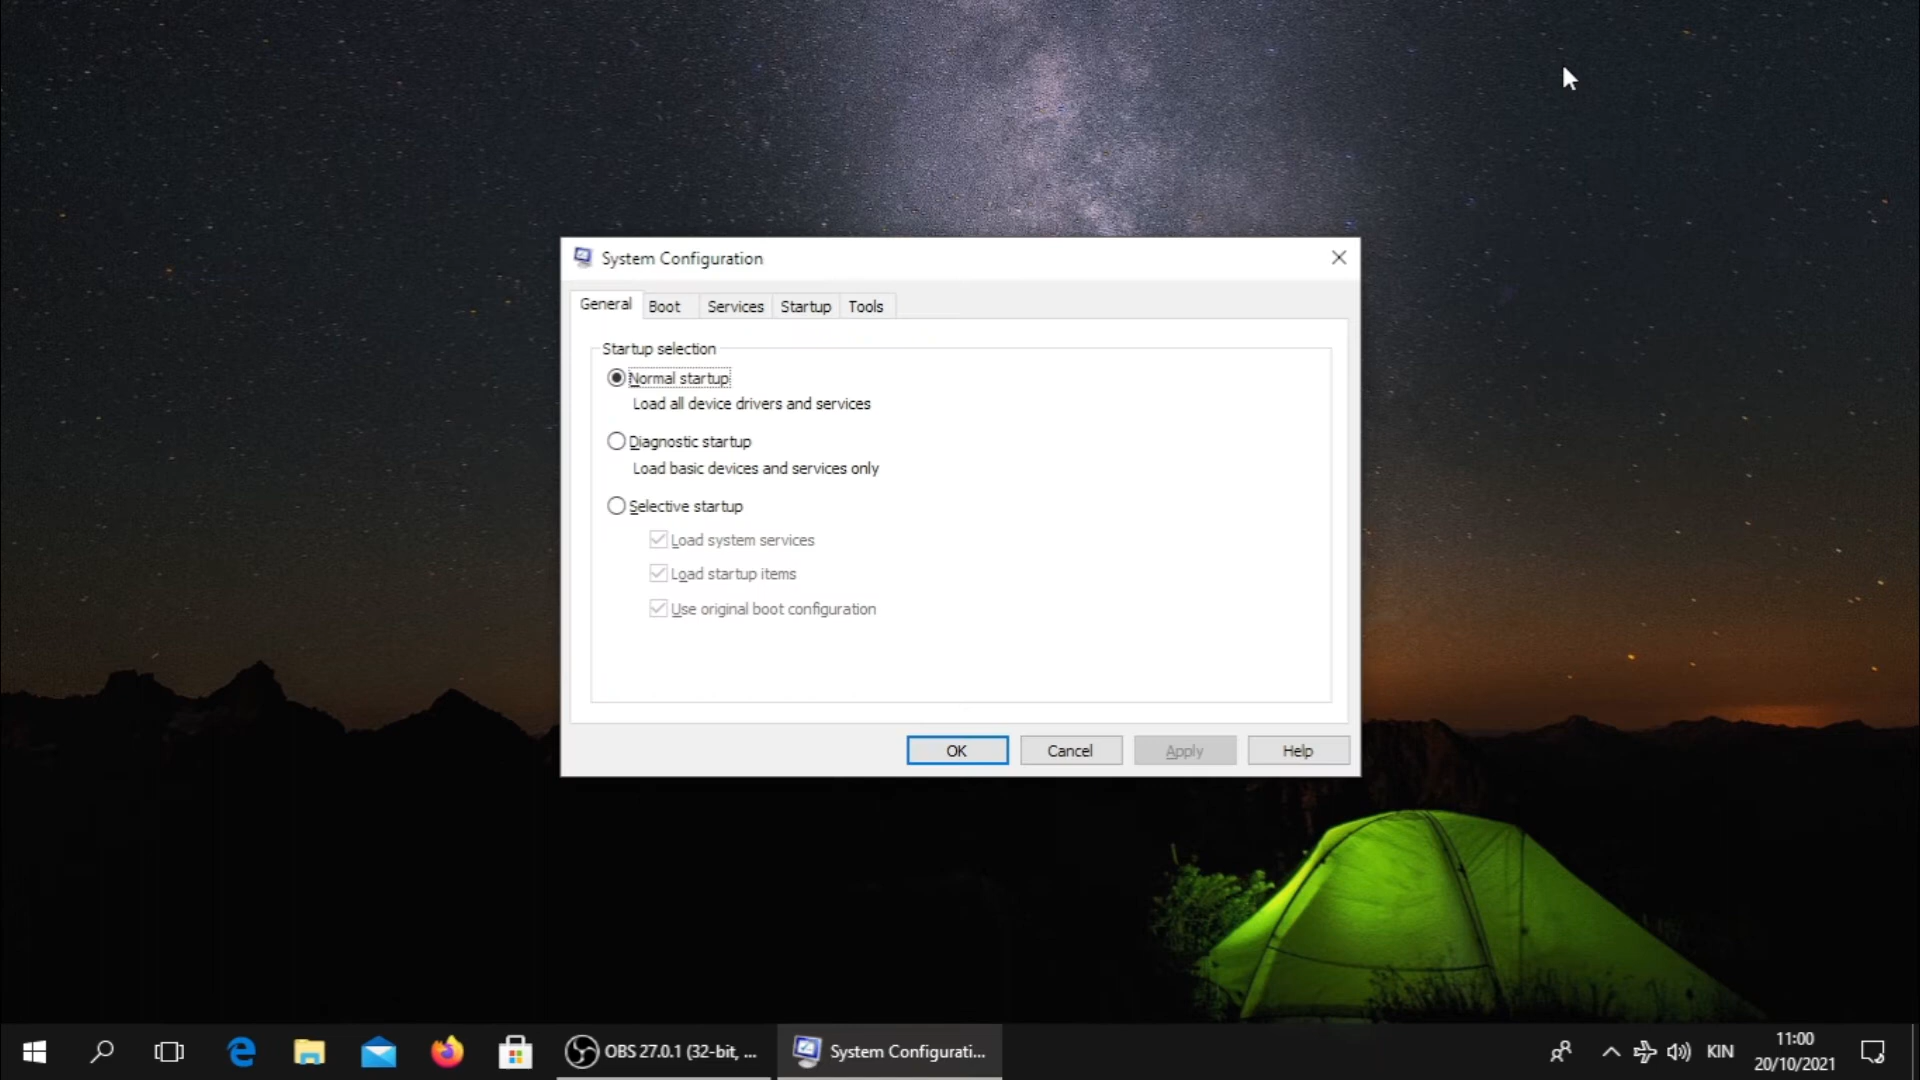 System Configuration
General Boot Services Startup Tools
Startup selection
Normal startup
Load all device drivers and services
Diagnostic startup
Load basic devices and services only
Selective startup
Load system services
Load startup items
Use original boot configuration
OK Cancel Apply Help
OBS 27.0.1 (32-bit, ...
System Configurati...
KIN
11:00
20/10/2021